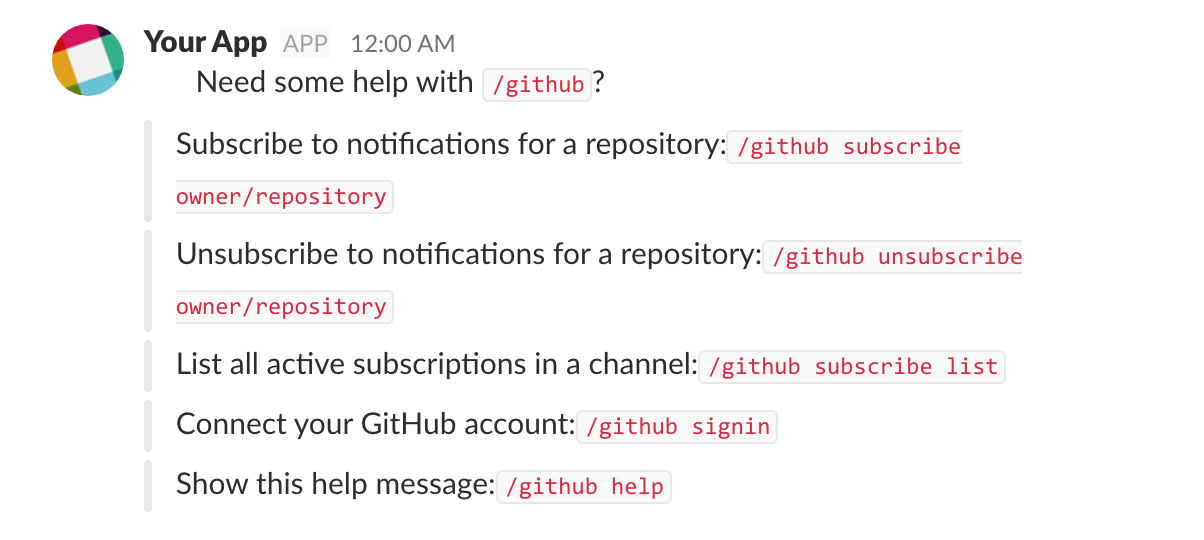 Your App APP 12:00 AM
Need some help with /github?
Subscribe to notifications for a repository: /github subscribe
owner/repository
Unsubscribe to notifications for a repository: /github unsubscribe
owner/repository
List all active subscriptions in a channel: /github subscribe list
Connect your GitHub account: /github signin
Show this help message: /github help